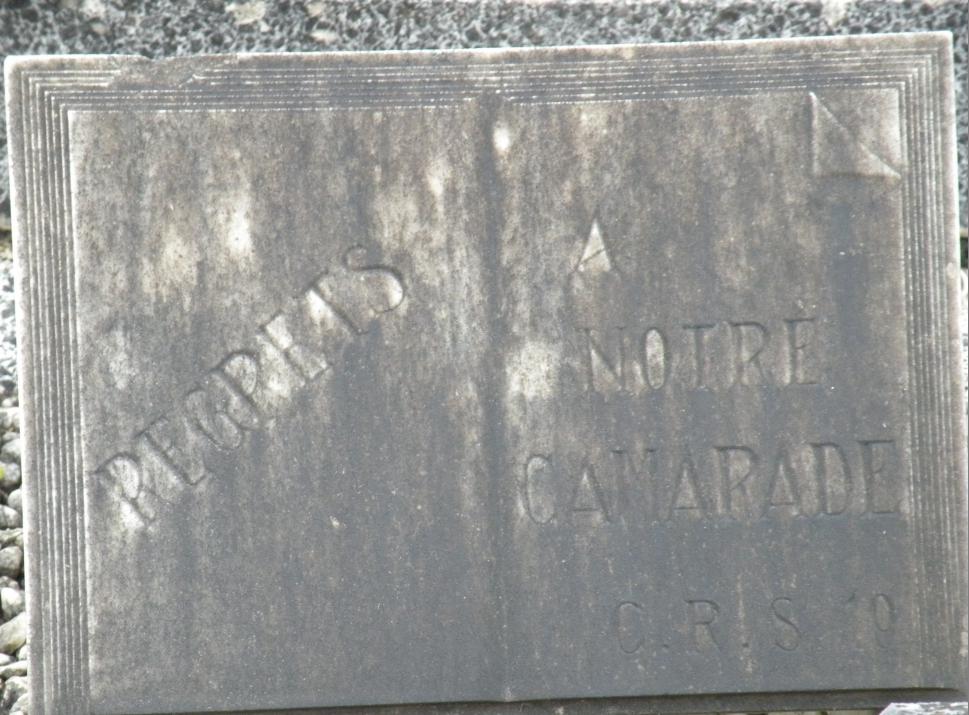 REGRETS
A
NOTRE
CAMARADE
C.R.S 19